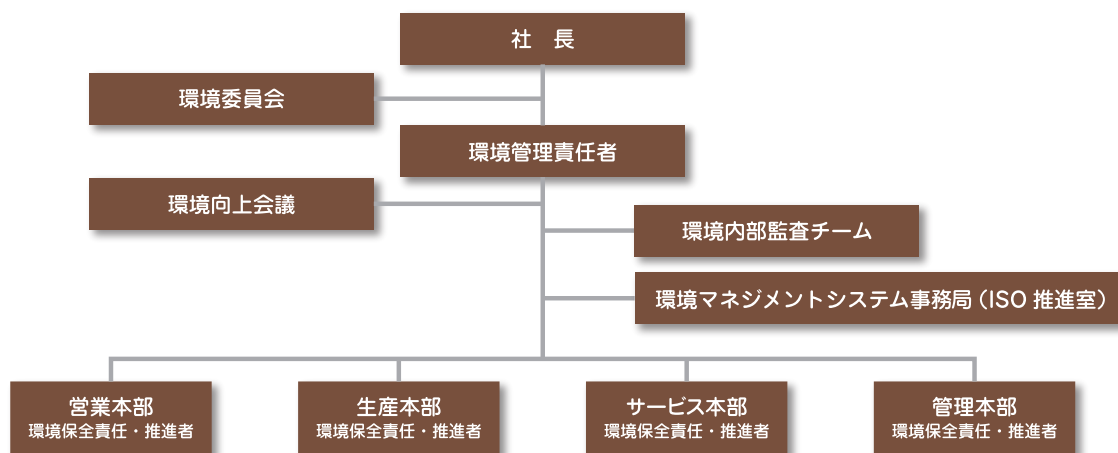 社　長
環境委員会
環境管理責任者
環境向上会議
環境内部監査チーム
環境マネジメントシステム事務局（ISO 推進室）
営業本部
環境保全責任・推進者
生産本部
環境保全責任・推進者
サービス本部
環境保全責任・推進者
管理本部
環境保全責任・推進者